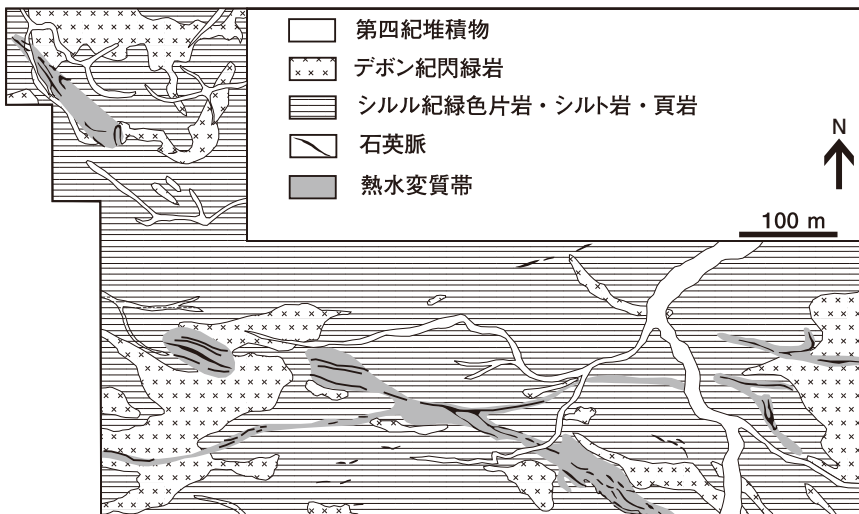 第四紀堆積物
デボン紀閃緑岩
シルル紀緑色片岩・シルト岩・頁岩
石英脈
熱水変質帯
N
100 m